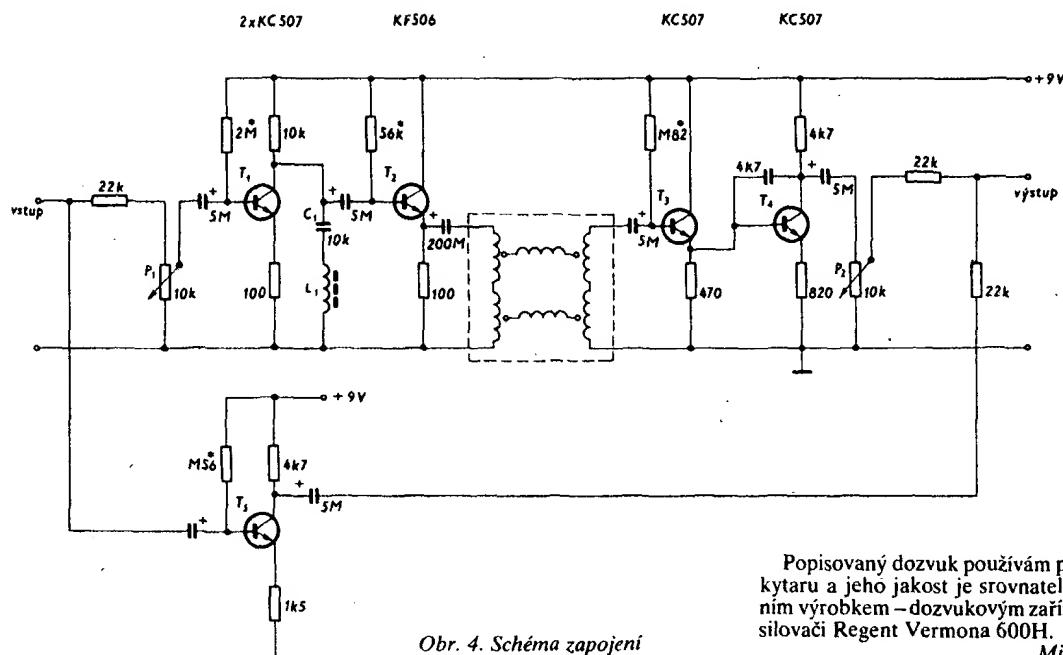 2xKC507 KF506 KC507 KC507
+9V
2M* 10k 56k* M82* 4k7
4k7
22k T₁ T₂ T₃ T₄ 22k
vstup + 5M + 5M + 200M + 5M + 5M výstup
C₁ 10k
P₁ 10k 100 L₁ 100 470 820 P₂ 10k 22k
+9V
M56* 4k7
T₅ + 5M
+
1k5
Obr. 4. Schéma zapojení
Popisovaný dozvuk používám p
kytaru a jeho jakost je srovnatel
ním výrobkem – dozvukovým zaří
silovači Regent Vermona 600H.
Mi